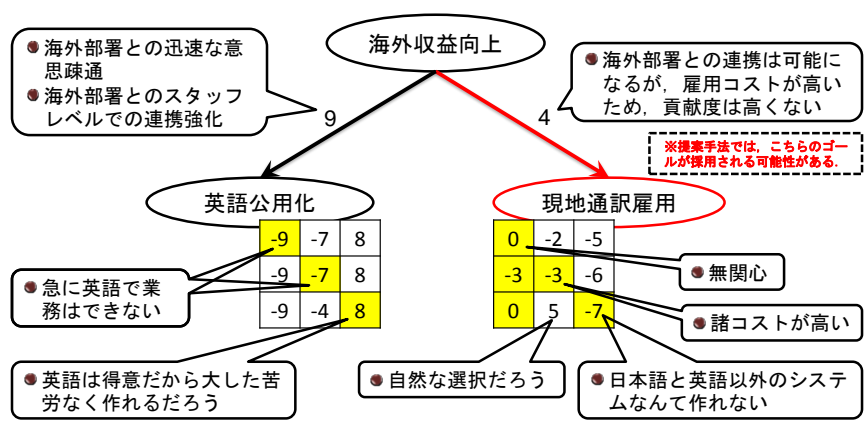 海外収益向上
海外部署との迅速な意
思疎通
海外部署とのスタッフ
レベルでの連携強化
海外部署との連携は可能に
なるが，雇用コストが高い
ため，貢献度は高くない
9
4
※提案手法では，こちらのゴー
ルが採用される可能性がある．
英語公用化
現地通訳雇用
-9 -7 8
-9 -7 8
-9 -4 8
0 -2 -5
-3 -3 -6
0 5 -7
急に英語で業
務はできない
無関心
諸コストが高い
英語は得意だから大した苦
労なく作れるだろう
自然な選択だろう
日本語と英語以外のシステ
ムなんて作れない